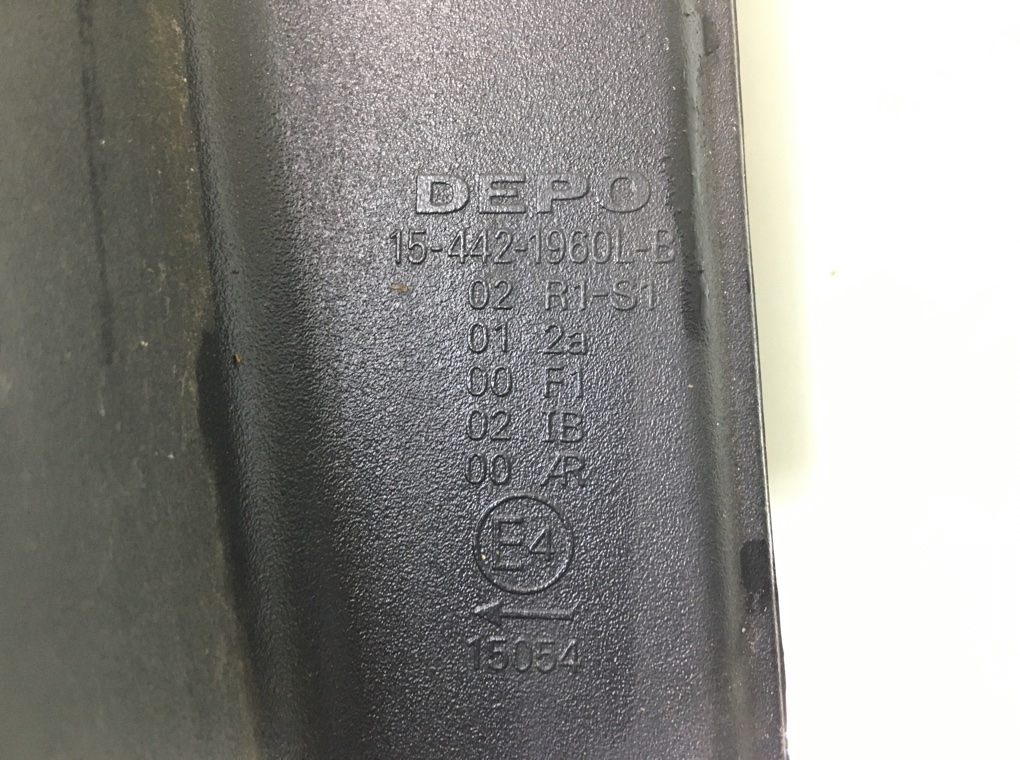 DEPO
15-442-1960L-B
02 R1-S1
01 2a
00 F1
02 IB
00 AR
E4
15054